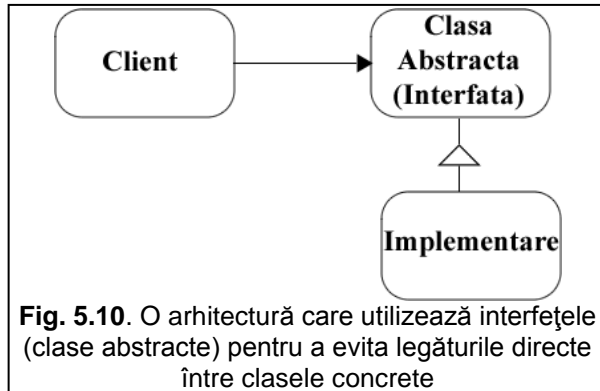 Client
Clasa
Abstracta
(Interfata)
Implementare
Fig. 5.10. O arhitectură care utilizează interfeţele
(clase abstracte) pentru a evita legăturile directe
între clasele concrete